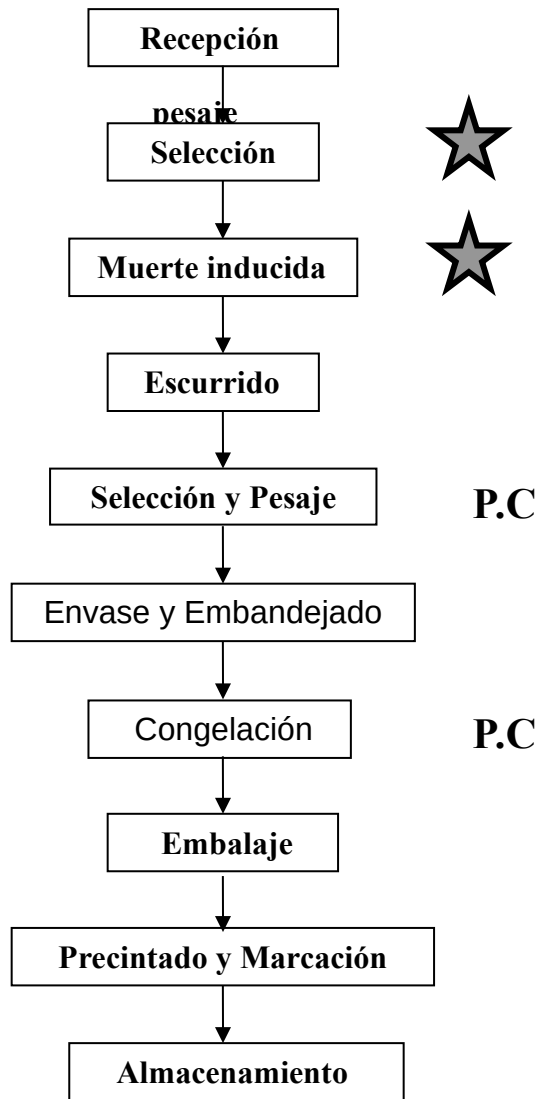 Recepción
pesaje
Selección
Muerte inducida
Escurrido
Selección y Pesaje
P.C
Envase y Embandejado
Congelación
P.C
Embalaje
Precintado y Marcación
Almacenamiento